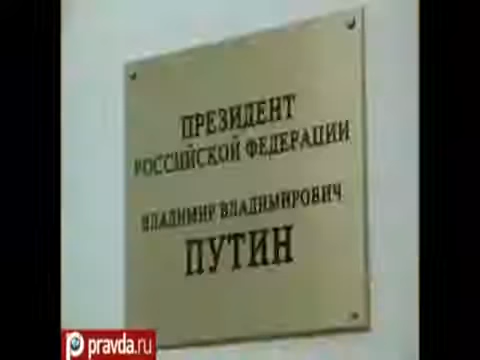 ПРЕЗИДЕНТ
РОССИЙСКОЙ ФЕДЕРАЦИИ
ВЛАДИМИР ВЛАДИМИРОВИЧ
ПУТИН
pravda.ru